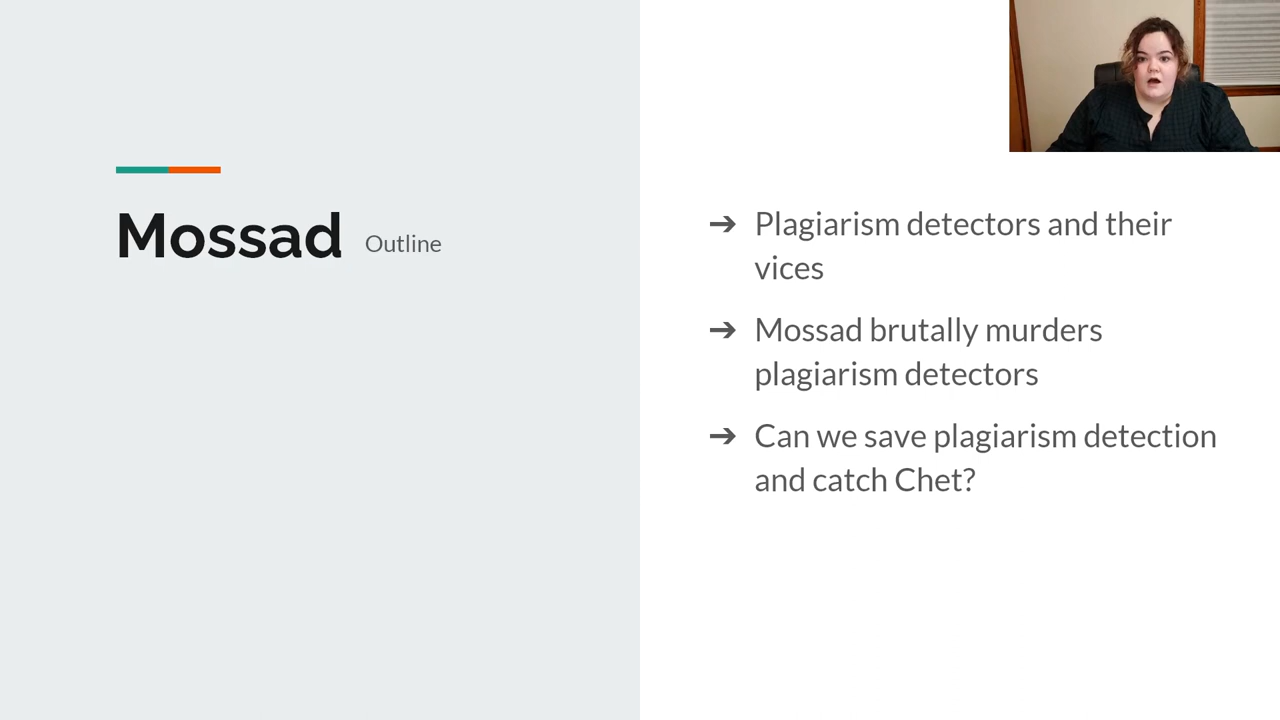 Mossad Outline
➔ Plagiarism detectors and their
vices
➔ Mossad brutally murders
plagiarism detectors
➔ Can we save plagiarism detection
and catch Chet?